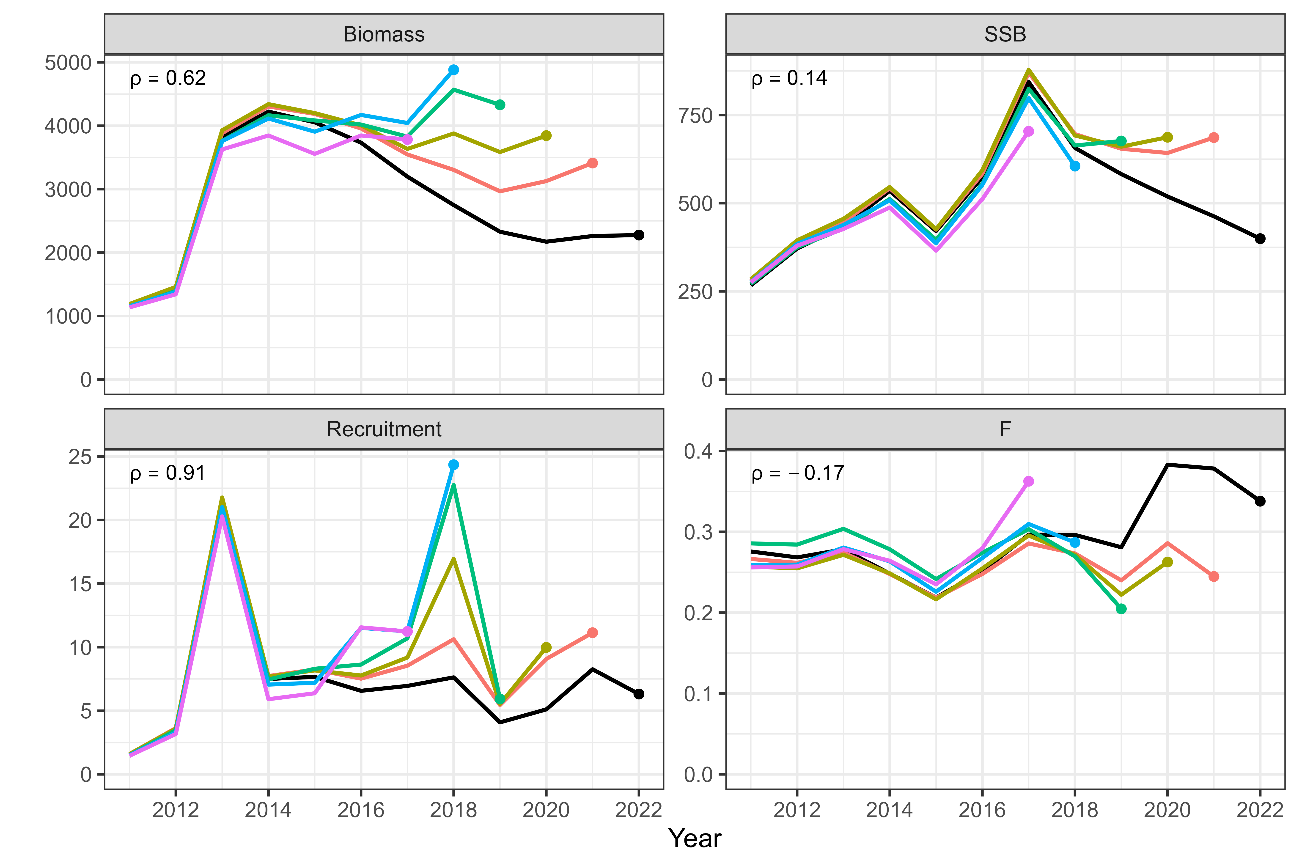 Biomass
SSB
5000
4000
3000
2000
1000
0
ρ = 0.62
750
500
250
0
ρ = 0.14
Recruitment
F
25
20
15
10
5
0
ρ = 0.91
0.4
0.3
0.2
0.1
0.0
ρ = − 0.17
2012 2014 2016 2018 2020 2022
2012 2014 2016 2018 2020 2022
Year